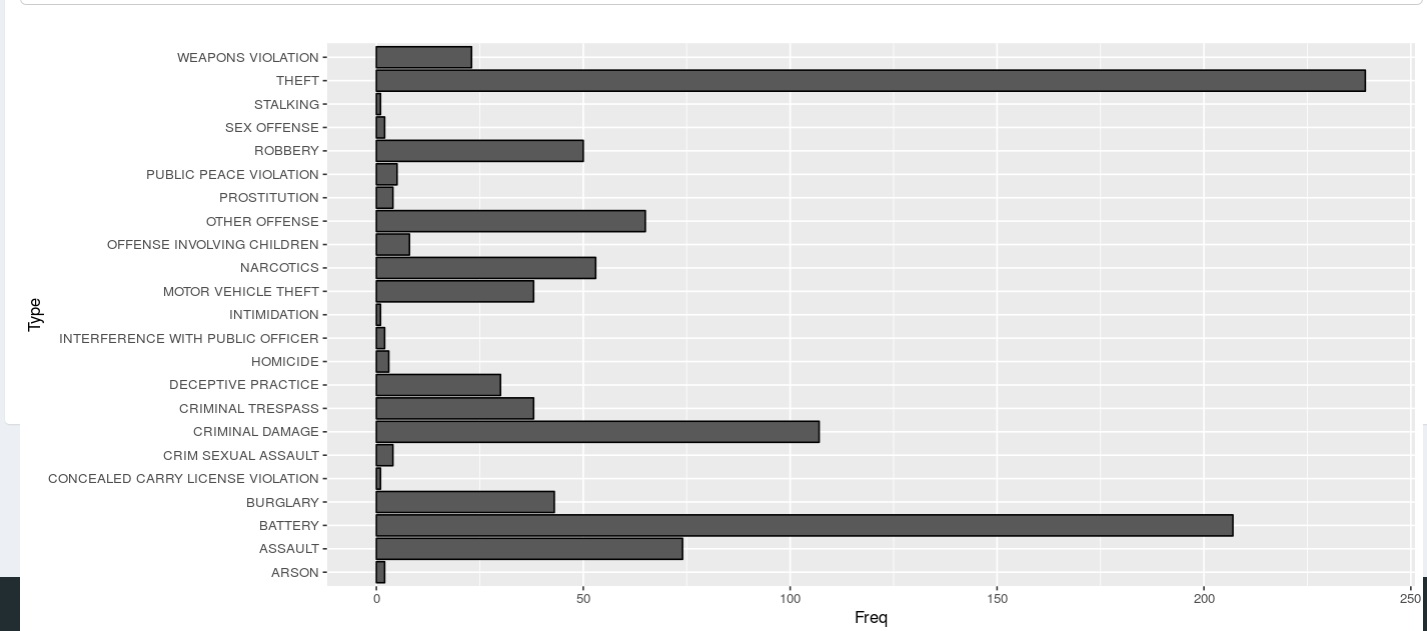 WEAPONS VIOLATION
THEFT
STALKING
SEX OFFENSE
ROBBERY
PUBLIC PEACE VIOLATION
PROSTITUTION
OTHER OFFENSE
OFFENSE INVOLVING CHILDREN
NARCOTICS
MOTOR VEHICLE THEFT
INTIMIDATION
INTERFERENCE WITH PUBLIC OFFICER
HOMICIDE
DECEPTIVE PRACTICE
CRIMINAL TRESPASS
CRIMINAL DAMAGE
CRIM SEXUAL ASSAULT
CONCEALED CARRY LICENSE VIOLATION
BURGLARY
BATTERY
ASSAULT
ARSON
Type
0 50 100 150 200 250
Freq